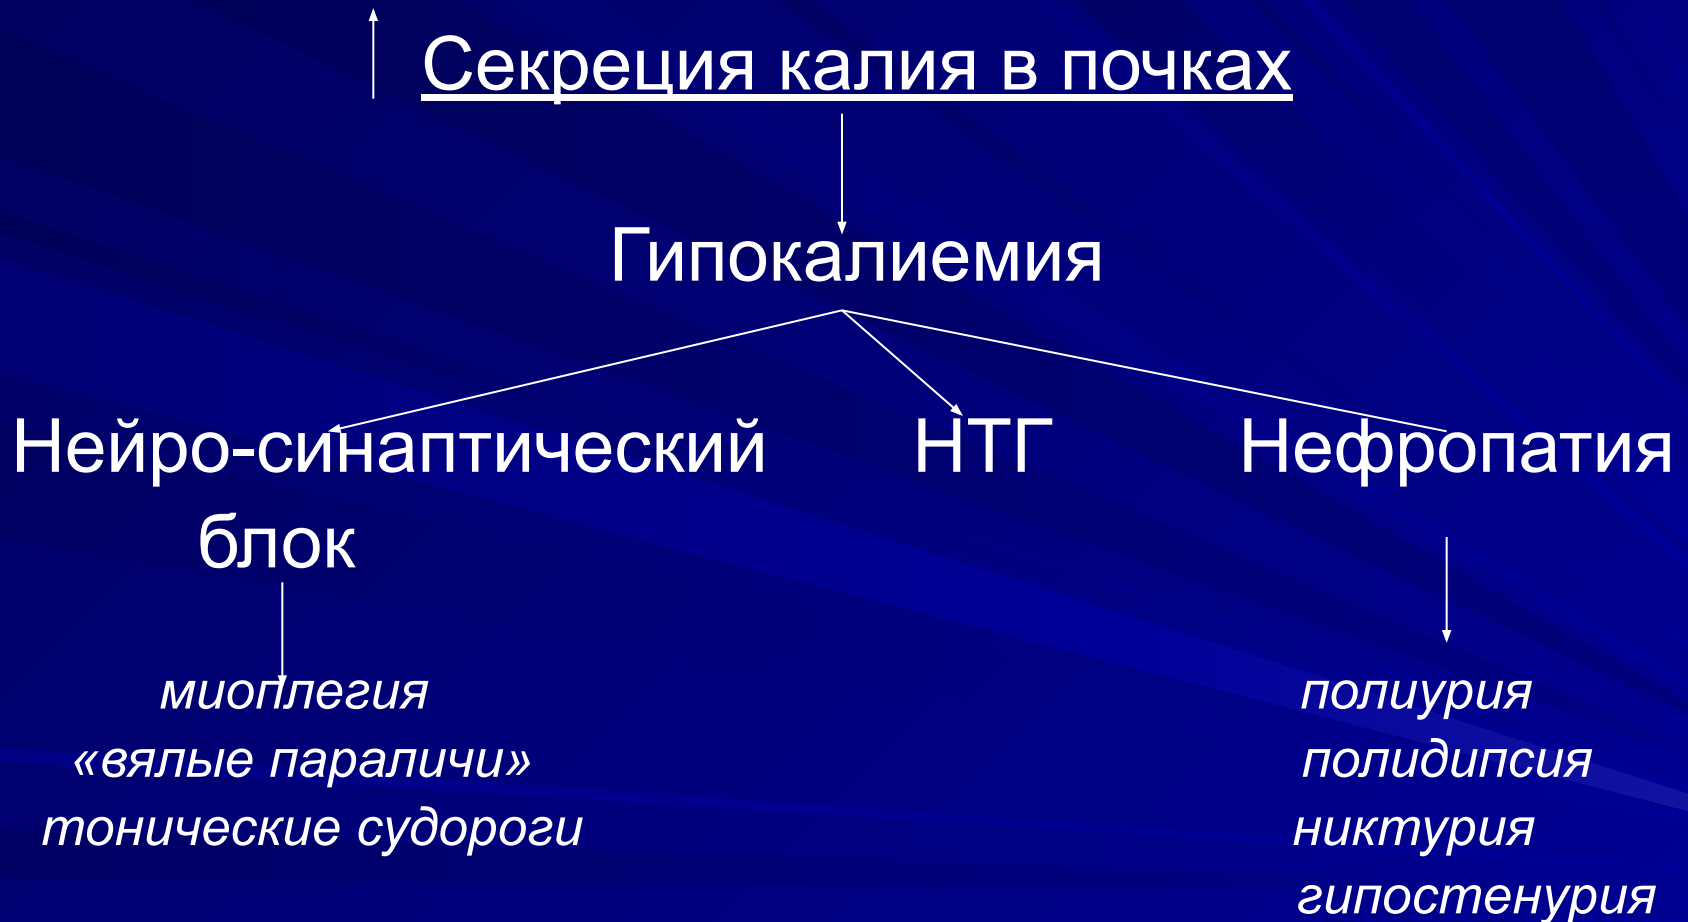 Секреция калия в почках
Гипокалиемия
Нейро-синаптический
блок
НТГ
Нефропатия
миоплегия
«вялые параличи»
тонические судороги
полиурия
полидипсия
никтурия
гипостенурия